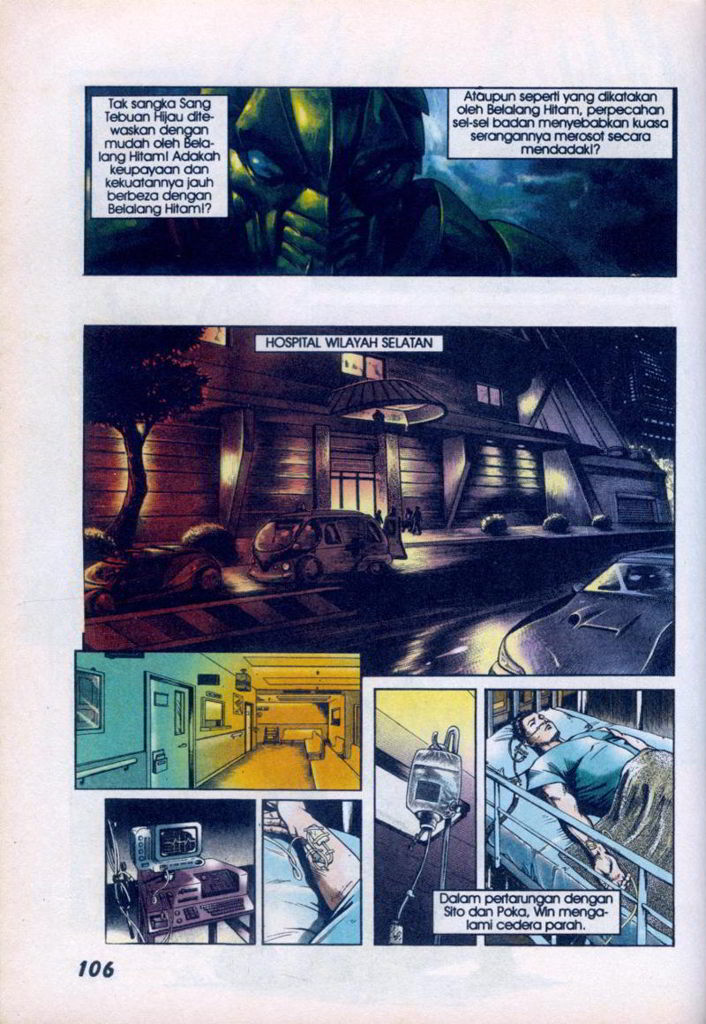 Tak sangka Sang
Tebuan Hijau dite-
waskan dengan
mudah oleh Bela-
lang Hitam! Adakah
keupayaan dan
kekuatannya jauh
berbeza dengan
Belalang Hitam!?
Ataupun seperti yang dikatakan
oleh Belalang Hitam, perpecahan
sel-sel badan menyebabkan kuasa
serangannya merosot secara
mendadak!?
HOSPITAL WILAYAH SELATAN
Dalam pertarungan dengan
Sito dan Poka, Win menga-
lami cedera parah.
106